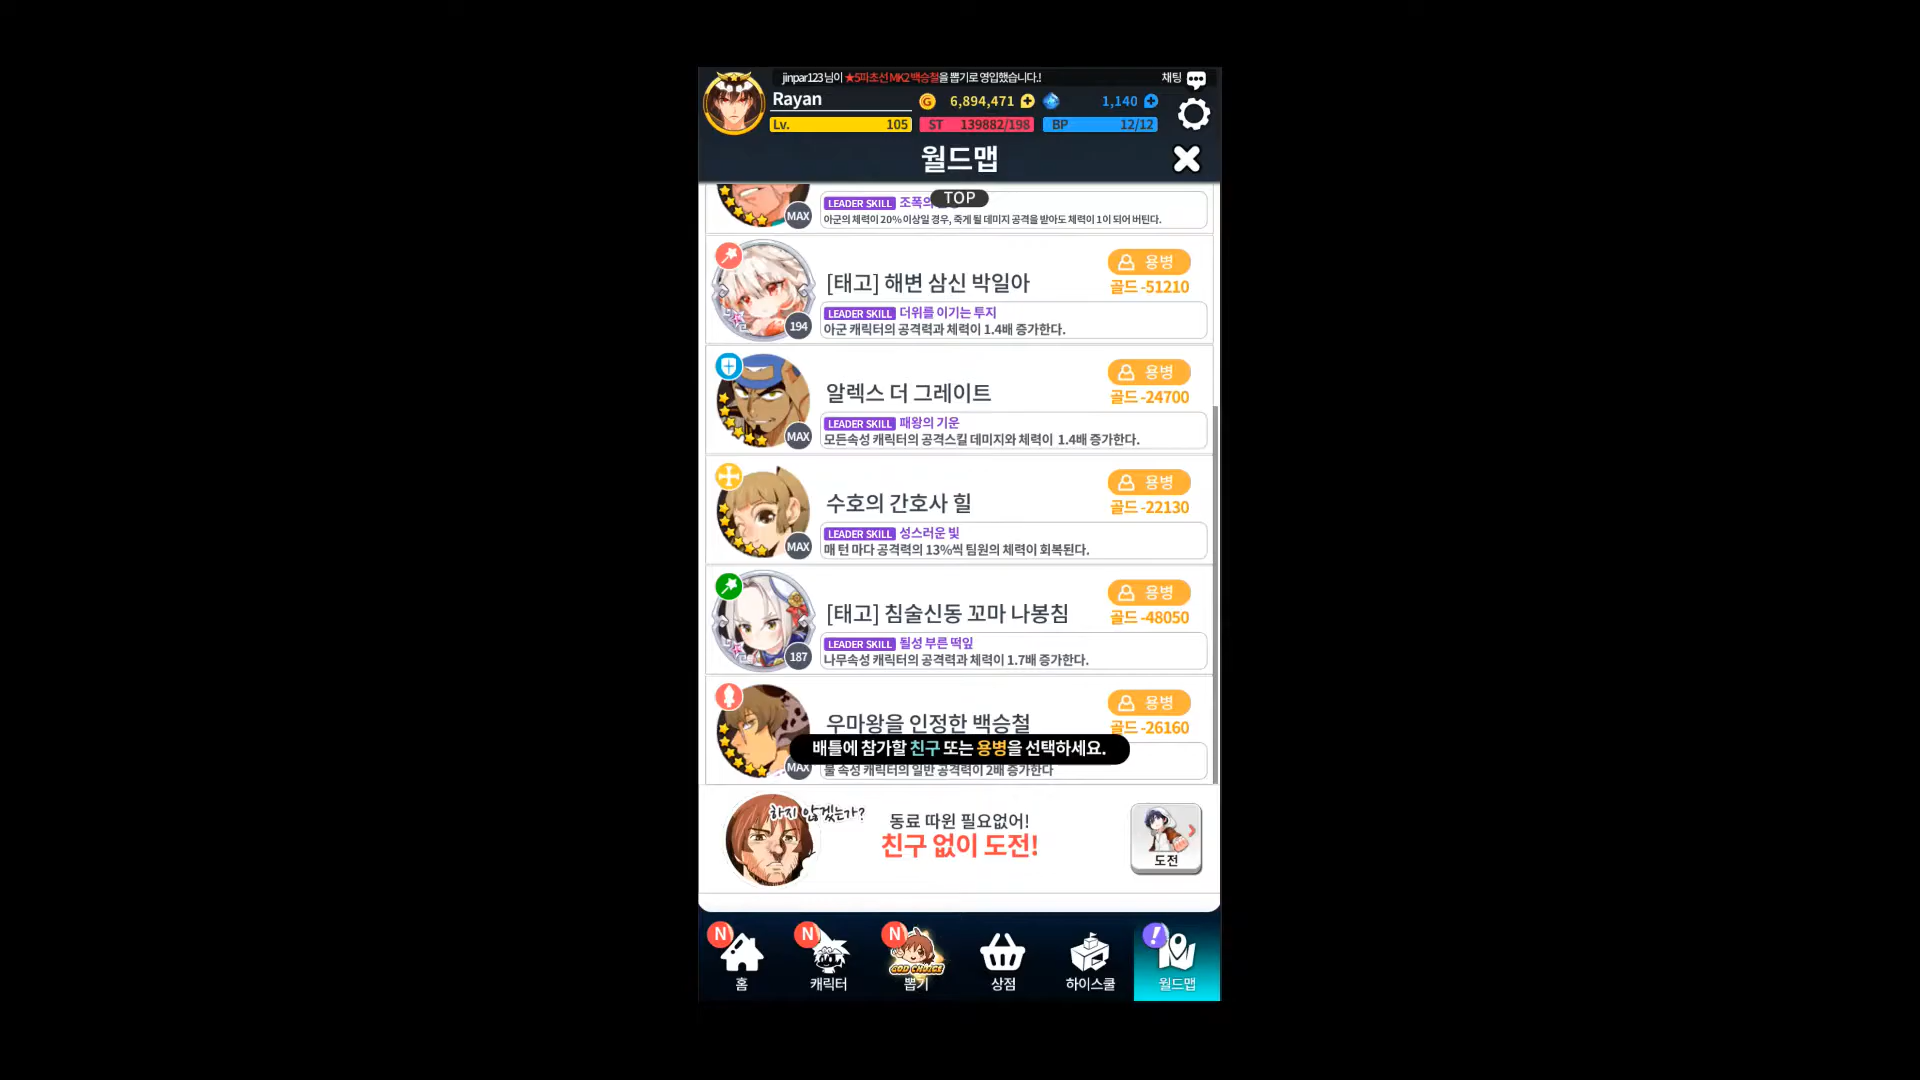 jinpar123 님이 ★5파초선 MK2 백승철을 뽑기로 영입했습니다.!
채팅
Rayan
G 6,894,471
1,140
Lv. 105
ST 139882/198
BP 12/12
월드맵
TOP
LEADER SKILL 조폭의
MAX
아군의 체력이 20% 이상일 경우, 죽게 될 데미지 공격을 받아도 체력이 1이 되어 버틴다.
[태고] 해변 삼신 박일아
용병
골드 -51210
194
LEADER SKILL 더위를 이기는 투지
아군 캐릭터의 공격력과 체력이 1.4배 증가한다.
알렉스 더 그레이트
용병
골드 -24700
MAX
LEADER SKILL 패왕의 기운
모든속성 캐릭터의 공격스킬 데미지와 체력이 1.4배 증가한다.
수호의 간호사 힐
용병
골드 -22130
MAX
LEADER SKILL 성스러운 빛
매 턴 마다 공격력의 13%씩 팀원의 체력이 회복된다.
[태고] 침술신동 꼬마 나봉침
용병
골드 -48050
187
LEADER SKILL 될성 부른 떡잎
나무속성 캐릭터의 공격력과 체력이 1.7배 증가한다.
우마왕을 인정한 백승철
용병
골드 -26160
MAX
배틀에 참가할 친구 또는 용병을 선택하세요.
불 속성 캐릭터의 일반 공격력이 2배 증가한다
하지 않겠는가?
동료 따윈 필요없어!
친구 없이 도전!
도전
N
N
N
!
GOD CHOICE
홈
캐릭터
뽑기
상점
하이스쿨
월드맵